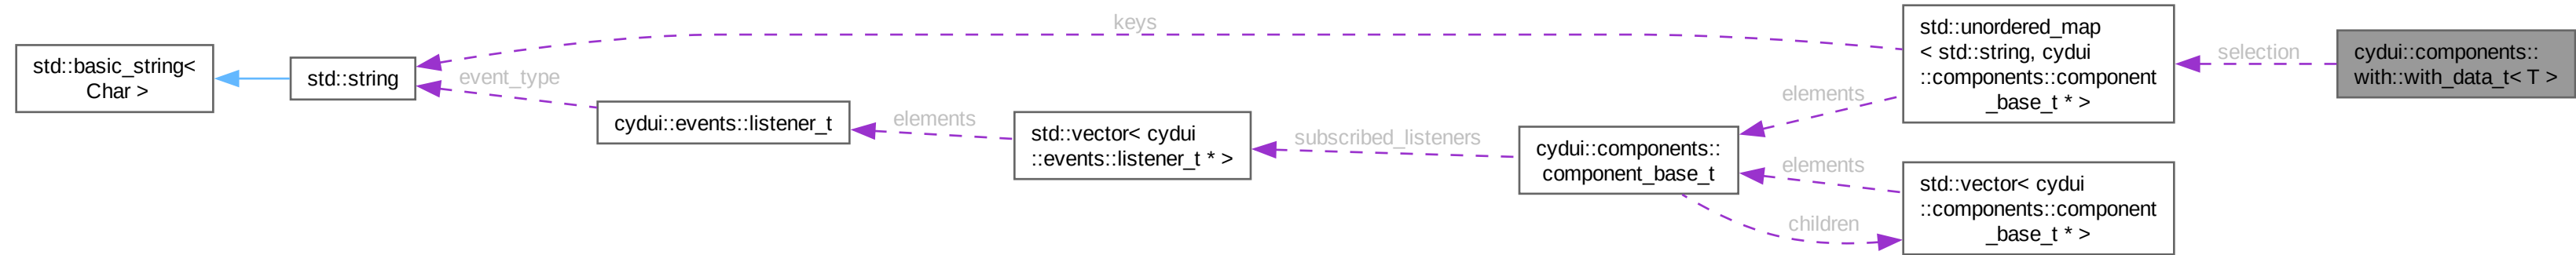 std::basic_string<
Char >
std::string
keys
event_type
cydui::events::listener_t
elements
std::vector< cydui
::events::listener_t * >
subscribed_listeners
cydui::components::
component_base_t
elements
elements
children
std::unordered_map
< std::string, cydui
::components::component
_base_t * >
std::vector< cydui
::components::component
_base_t * >
selection
cydui::components::
with::with_data_t< T >